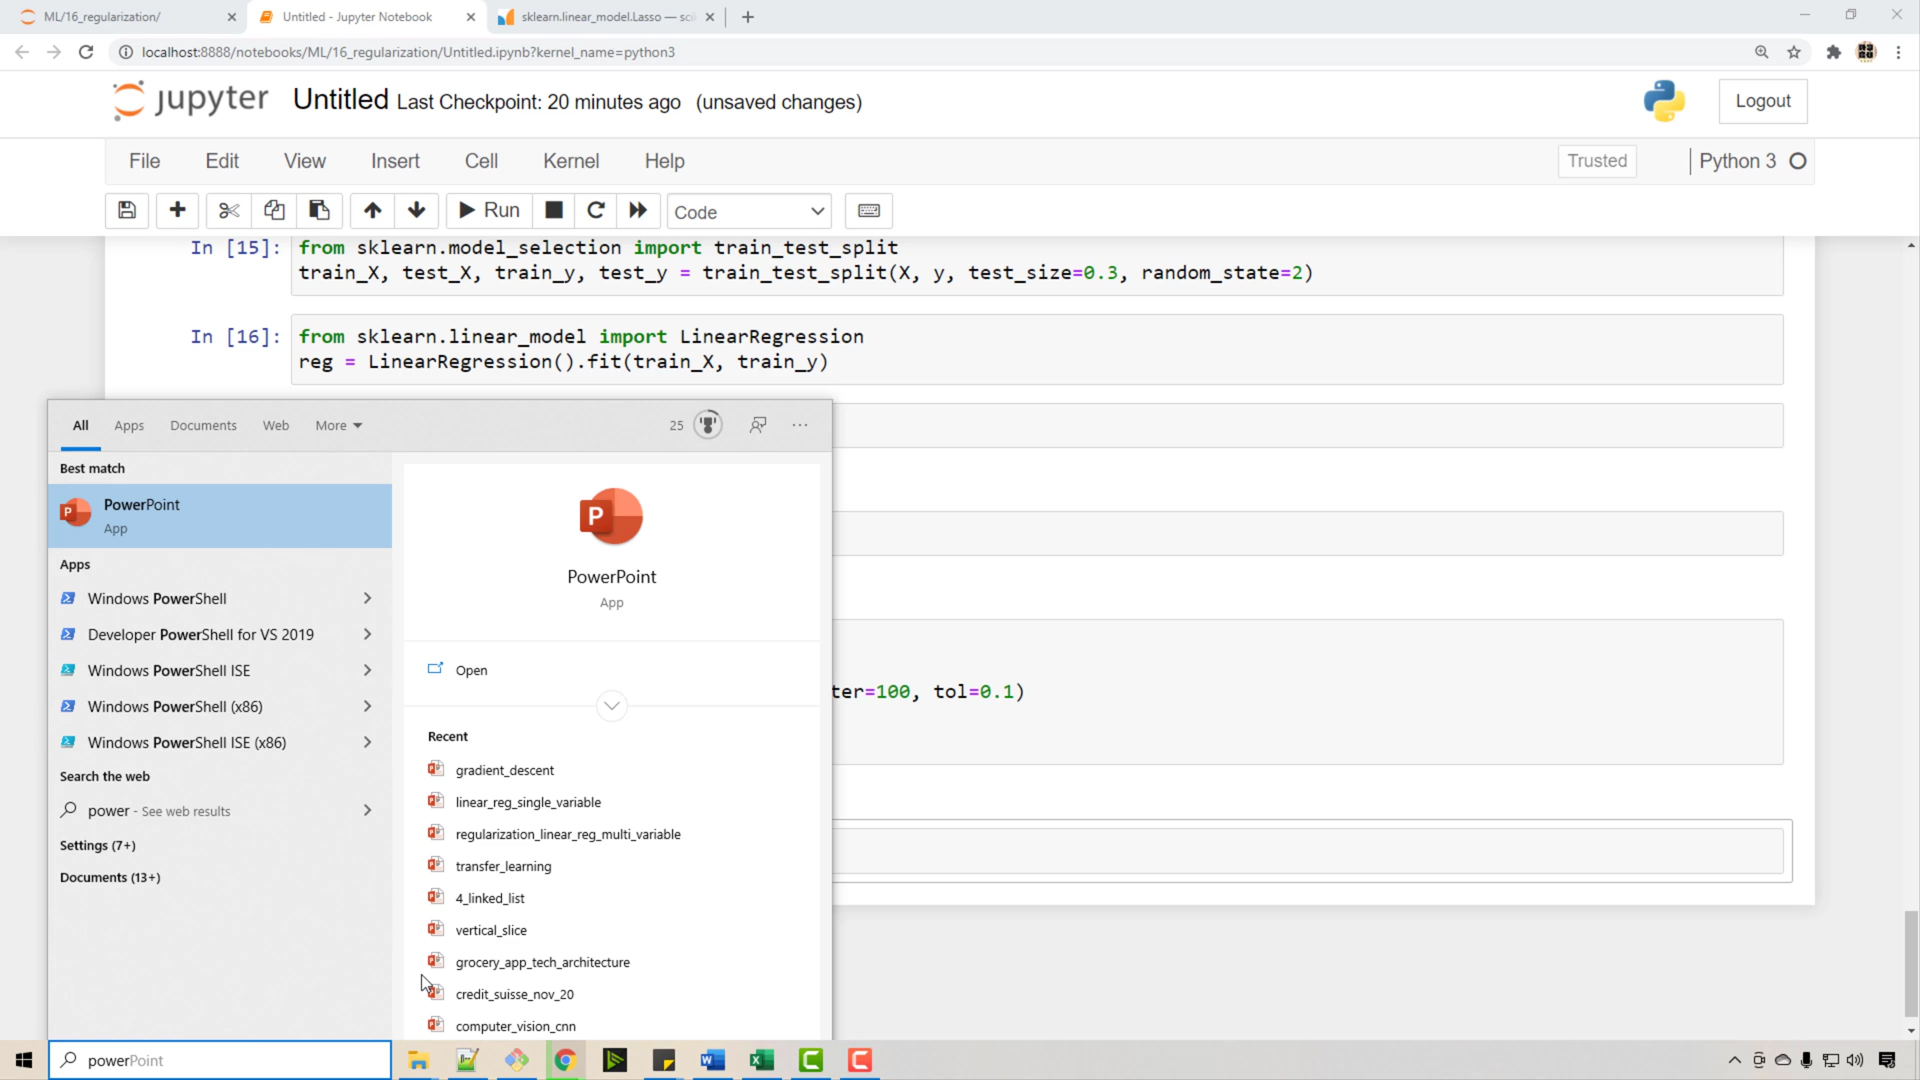 ML/16_regularization/
Untitled - Jupyter Notebook
sklearn.linear_model.Lasso — sci
localhost:8888/notebooks/ML/16_regularization/Untitled.ipynb?kernel_name=python3
jupyter Untitled Last Checkpoint: 20 minutes ago (unsaved changes)
Logout
File Edit View Insert Cell Kernel Help
Trusted
Python 3
Run
Code
In [15]: from sklearn.model_selection import train_test_split
train_X, test_X, train_y, test_y = train_test_split(X, y, test_size=0.3, random_state=2)
In [16]: from sklearn.linear_model import LinearRegression
reg = LinearRegression().fit(train_X, train_y)
All Apps Documents Web More
25
Best match
PowerPoint
App
Apps
Windows PowerShell
Developer PowerShell for VS 2019
Windows PowerShell ISE
Windows PowerShell (x86)
Windows PowerShell ISE (x86)
Search the web
power - See web results
Settings (7+)
Documents (13+)
P
PowerPoint
App
Open
Recent
gradient_descent
linear_reg_single_variable
regularization_linear_reg_multi_variable
transfer_learning
4_linked_list
vertical_slice
grocery_app_tech_architecture
credit_suisse_nov_20
computer_vision_cnn
ter=100, tol=0.1)
powerPoint